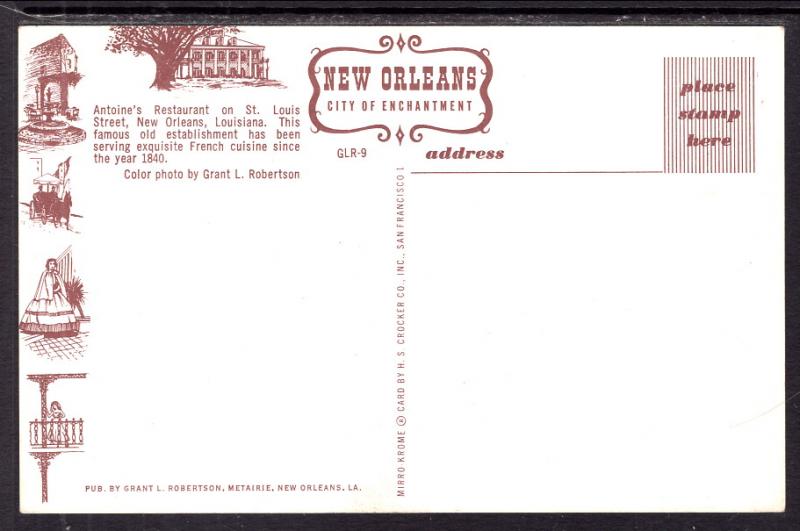 Antoine's Restaurant on St. Louis
Street, New Orleans, Louisiana. This
famous old establishment has been
serving exquisite French cuisine since
the year 1840.
Color photo by Grant L. Robertson
NEW ORLEANS
CITY OF ENCHANTMENT
GLR-9
address
place
stamp
here
MIRRO KROME ® CARD BY H. S. CROCKER CO., INC., SAN FRANCISCO 1
PUB. BY GRANT L. ROBERTSON, METAIRIE, NEW ORLEANS, LA.